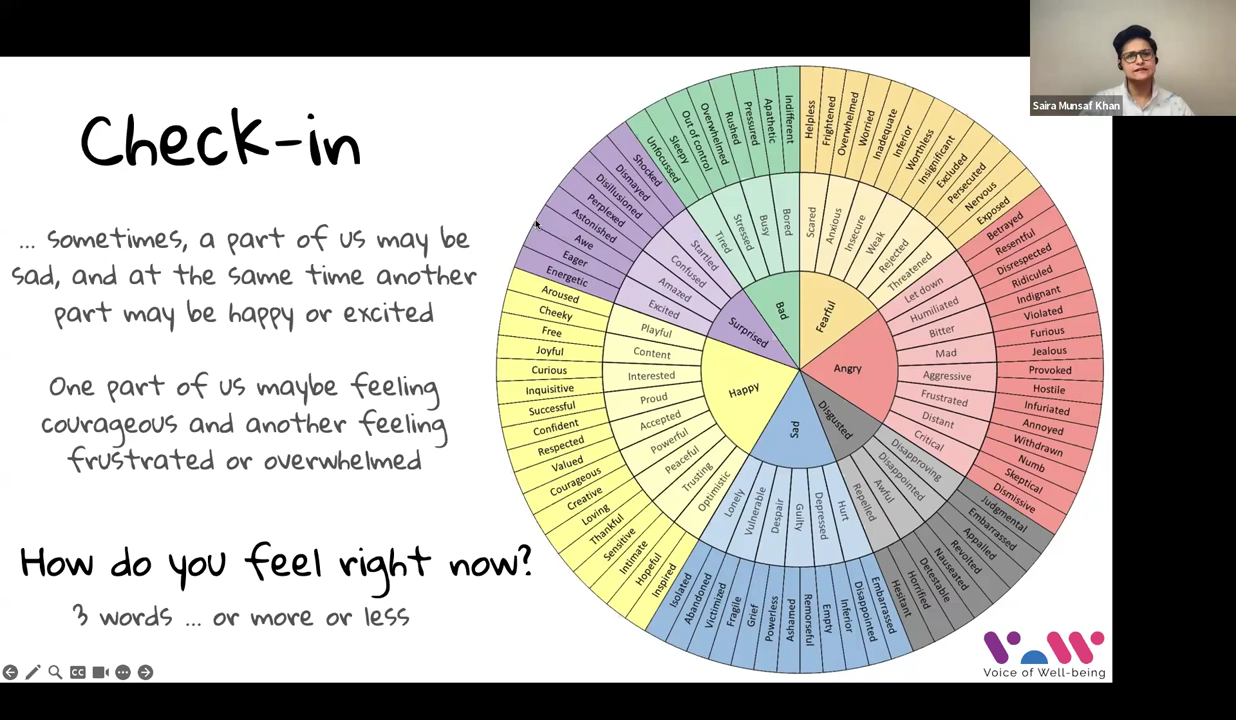 Check-in
... sometimes, a part of us may be
sad, and at the same time another
part may be happy or excited
One part of us maybe feeling
courageous and another feeling
frustrated or overwhelmed
How do you feel right now?
3 words ... or more or less
Saira Munsaf Khan
Bad
Fearful
Angry
Disgusted
Sad
Happy
Surprised
Tired
Stressed
Busy
Bored
Scared
Anxious
Insecure
Weak
Rejected
Threatened
Let down
Humiliated
Bitter
Mad
Aggressive
Frustrated
Distant
Critical
Disapproving
Disappointed
Awful
Repelled
Hurt
Depressed
Guilty
Despair
Vulnerable
Lonely
Optimistic
Trusting
Peaceful
Powerful
Accepted
Proud
Interested
Content
Playful
Excited
Amazed
Confused
Startled
Unfocussed
Sleepy
Out of control
Overwhelmed
Rushed
Pressured
Apathetic
Indifferent
Helpless
Frightened
Overwhelmed
Worried
Inadequate
Inferior
Worthless
Insignificant
Excluded
Persecuted
Nervous
Exposed
Betrayed
Resentful
Disrespected
Ridiculed
Indignant
Violated
Furious
Jealous
Provoked
Hostile
Infuriated
Annoyed
Withdrawn
Numb
Skeptical
Dismissive
Judgmental
Embarrassed
Appalled
Revolted
Nauseated
Detestable
Horrified
Hesitant
Embarrassed
Disappointed
Inferior
Empty
Remorseful
Ashamed
Powerless
Grief
Fragile
Victimized
Abandoned
Isolated
Inspired
Hopeful
Intimate
Sensitive
Thankful
Loving
Creative
Courageous
Valued
Respected
Confident
Successful
Inquisitive
Curious
Joyful
Free
Cheeky
Aroused
Energetic
Eager
Awe
Astonished
Perplexed
Disillusioned
Dismayed
Shocked
CC
Voice of Well-being